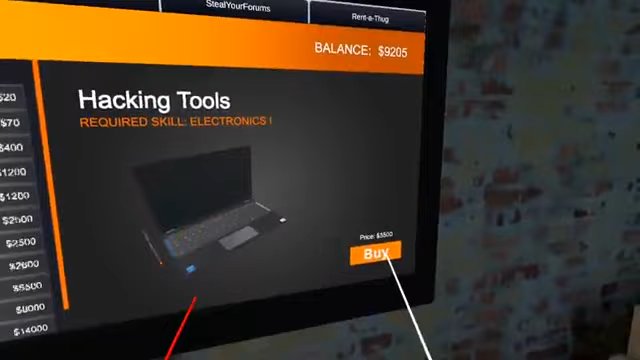 StealYourForums
Rent-a-Thug
BALANCE: $9205
Hacking Tools
REQUIRED SKILL: ELECTRONICS I
$20
$70
$400
$1200
$1200
$2500
$2500
$2600
$5500
$8000
$14000
Price: $3500
Buy